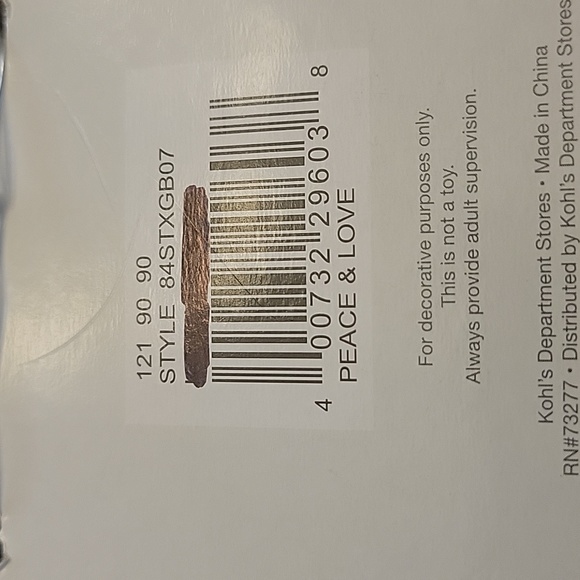 121 90 90
STYLE 84STXGB07
4 00732 29603 8
PEACE & LOVE
For decorative purposes only.
This is not a toy.
Always provide adult supervision.
Kohl's Department Stores • Made in China
RN#73277 • Distributed by Kohl's Department Stores